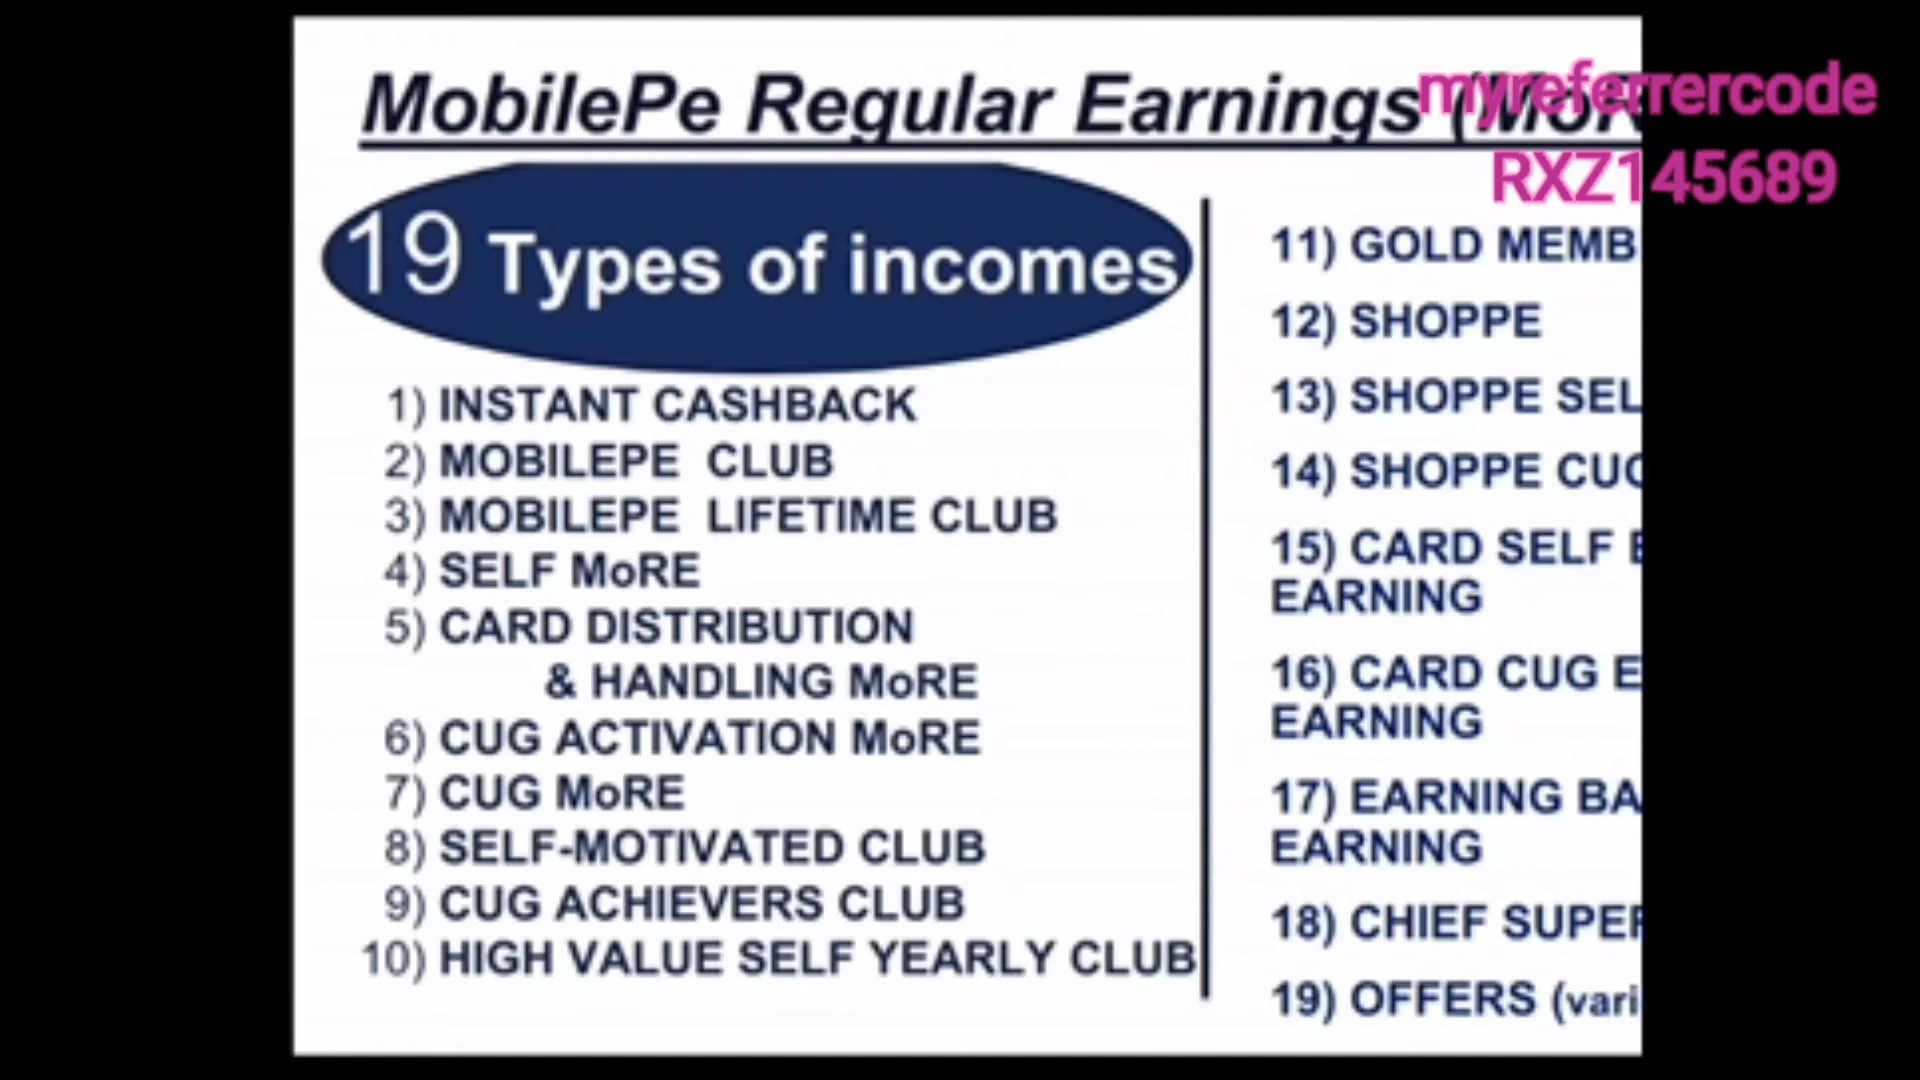 MobilePe Regular Earnings
myreferrercode
RXZ145689
19 Types of incomes
1) INSTANT CASHBACK
2) MOBILEPE CLUB
3) MOBILEPE LIFETIME CLUB
4) SELF MoRE
5) CARD DISTRIBUTION
& HANDLING MoRE
6) CUG ACTIVATION MoRE
7) CUG MoRE
8) SELF-MOTIVATED CLUB
9) CUG ACHIEVERS CLUB
10) HIGH VALUE SELF YEARLY CLUB
11) GOLD
12) SHOPPE
13) SHOPPE
14) SHOPPE
15) CARD SELF
EARNING
16) CARD CUG
EARNING
17) EARNING
EARNING
18) CHIEF
19) OFFERS